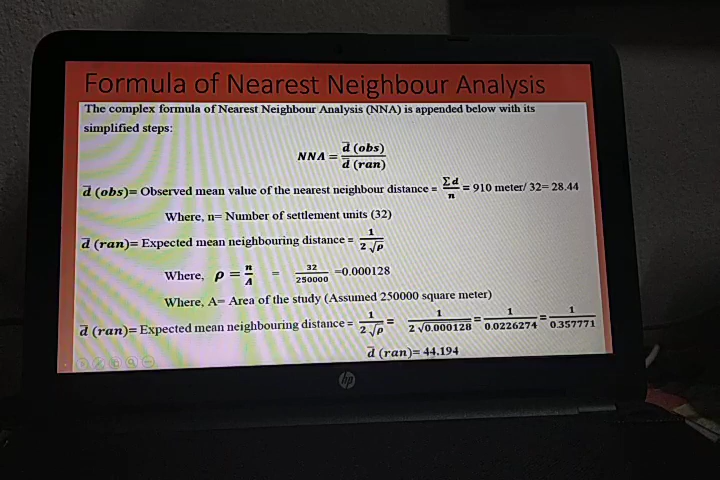 Formula of Nearest Neighbour Analysis
The complex formula of Nearest Neighbour Analysis (NNA) is appended below with its
simplified steps:
NNA = d̄ (obs) / d̄ (ran)
d̄ (obs)= Observed mean value of the nearest neighbour distance = Σd/n = 910 meter/ 32= 28.44
Where, n= Number of settlement units (32)
d̄ (ran)= Expected mean neighbouring distance = 1/2√ρ
Where, ρ = n/A = 32/250000 =0.000128
Where, A= Area of the study (Assumed 250000 square meter)
d̄ (ran)= Expected mean neighbouring distance = 1/2√ρ = 1/2√0.000128 = 1/0.0226274 = 1/0.357771
d̄ (ran)= 44.194
hp